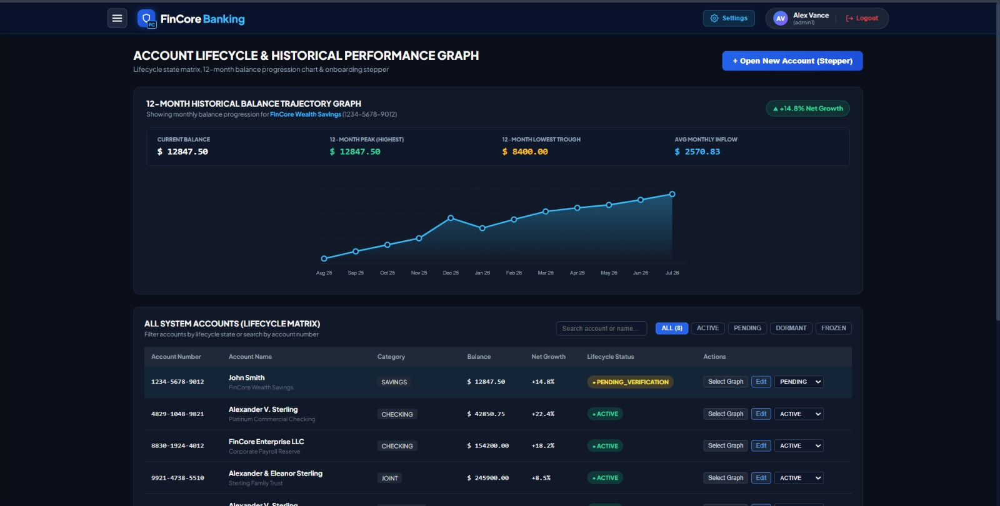 FC
FinCore Banking
Settings
AV
Alex Vance
(admin1)
Logout
ACCOUNT LIFECYCLE & HISTORICAL PERFORMANCE GRAPH
Lifecycle state matrix, 12-month balance progression chart & onboarding stepper
+ Open New Account (Stepper)
12-MONTH HISTORICAL BALANCE TRAJECTORY GRAPH
Showing monthly balance progression for FinCore Wealth Savings (1234-5678-9012)
▲ +14.8% Net Growth
CURRENT BALANCE
$ 12847.50
12-MONTH PEAK (HIGHEST)
$ 12847.50
12-MONTH LOWEST TROUGH
$ 8400.00
AVG MONTHLY INFLOW
$ 2570.83
Aug 25 Sep 25 Oct 25 Nov 25 Dec 25 Jan 26 Feb 26 Mar 26 Apr 26 May 26 Jun 26 Jul 26
ALL SYSTEM ACCOUNTS (LIFECYCLE MATRIX)
Filter accounts by lifecycle state or search by account number
Search account or name...
ALL (8) ACTIVE PENDING DORMANT FROZEN
Account Number Account Name Category Balance Net Growth Lifecycle Status Actions
1234-5678-9012 John Smith SAVINGS $ 12847.50 +14.8% • PENDING_VERIFICATION Select Graph Edit PENDING
FinCore Wealth Savings
4829-1048-9821 Alexander V. Sterling CHECKING $ 42850.75 +22.4% • ACTIVE Select Graph Edit ACTIVE
Platinum Commercial Checking
8830-1924-4012 FinCore Enterprise LLC CHECKING $ 154200.00 +18.2% • ACTIVE Select Graph Edit ACTIVE
Corporate Payroll Reserve
9921-4738-5510 Alexander & Eleanor Sterling JOINT $ 245900.00 +8.5% • ACTIVE Select Graph Edit ACTIVE
Sterling Family Trust
Alexander V. Sterling